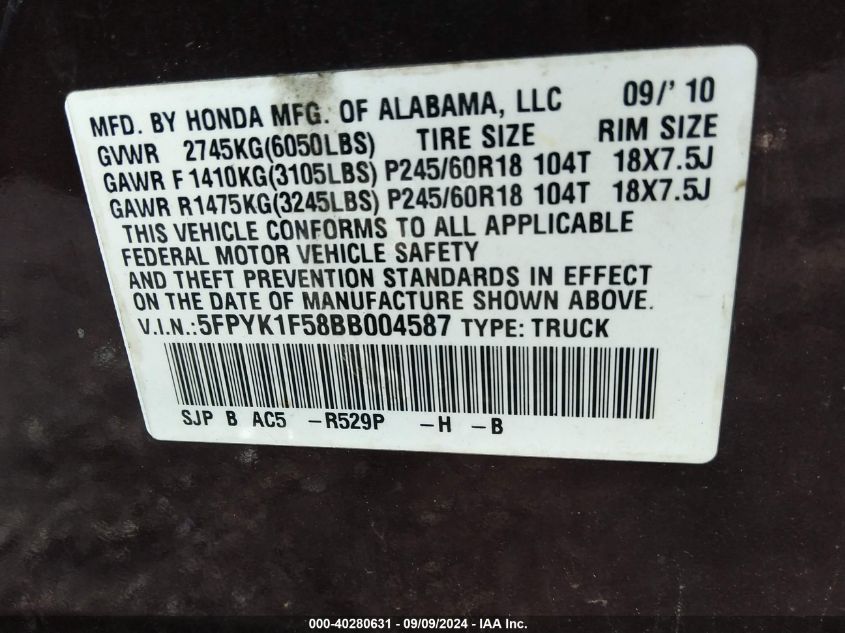 MFD. BY HONDA MFG. OF ALABAMA, LLC 09/' 10
GVWR 2745KG(6050LBS) TIRE SIZE RIM SIZE
GAWR F 1410KG(3105LBS) P245/60R18 104T 18X7.5J
GAWR R1475KG(3245LBS) P245/60R18 104T 18X7.5J
THIS VEHICLE CONFORMS TO ALL APPLICABLE
FEDERAL MOTOR VEHICLE SAFETY
AND THEFT PREVENTION STANDARDS IN EFFECT
ON THE DATE OF MANUFACTURE SHOWN ABOVE.
V.I.N.:5FPYK1F58BB004587 TYPE: TRUCK
SJP B AC5 -R529P -H -B
000-40280631 - 09/09/2024 - IAA Inc.